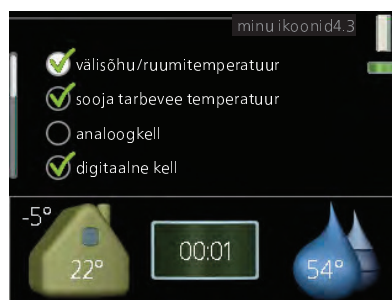 minu ikoonid4.3
välisõhu/ruumitemperatuur
sooja tarbevee temperatuur
analoogkell
digitaalne kell
-5°
22°
00:01
54°